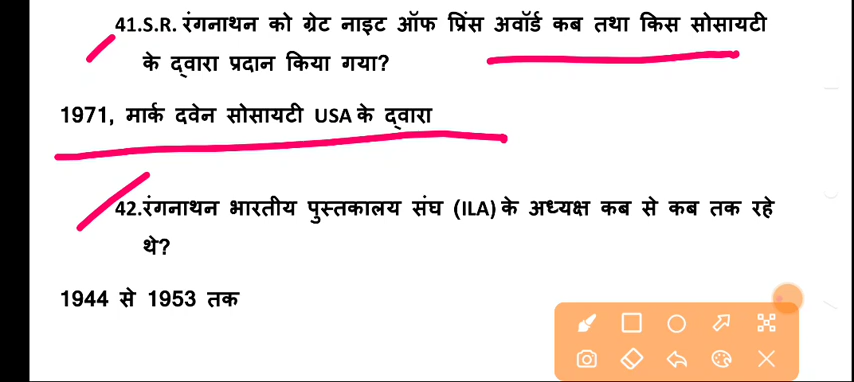 41.S.R. रंगनाथन को ग्रेट नाइट ऑफ प्रिंस अवॉर्ड कब तथा किस सोसायटी
के द्वारा प्रदान किया गया?
1971, मार्क दवेन सोसायटी USA के द्वारा
42.रंगनाथन भारतीय पुस्तकालय संघ (ILA) के अध्यक्ष कब से कब तक रहे
थे?
1944 से 1953 तक